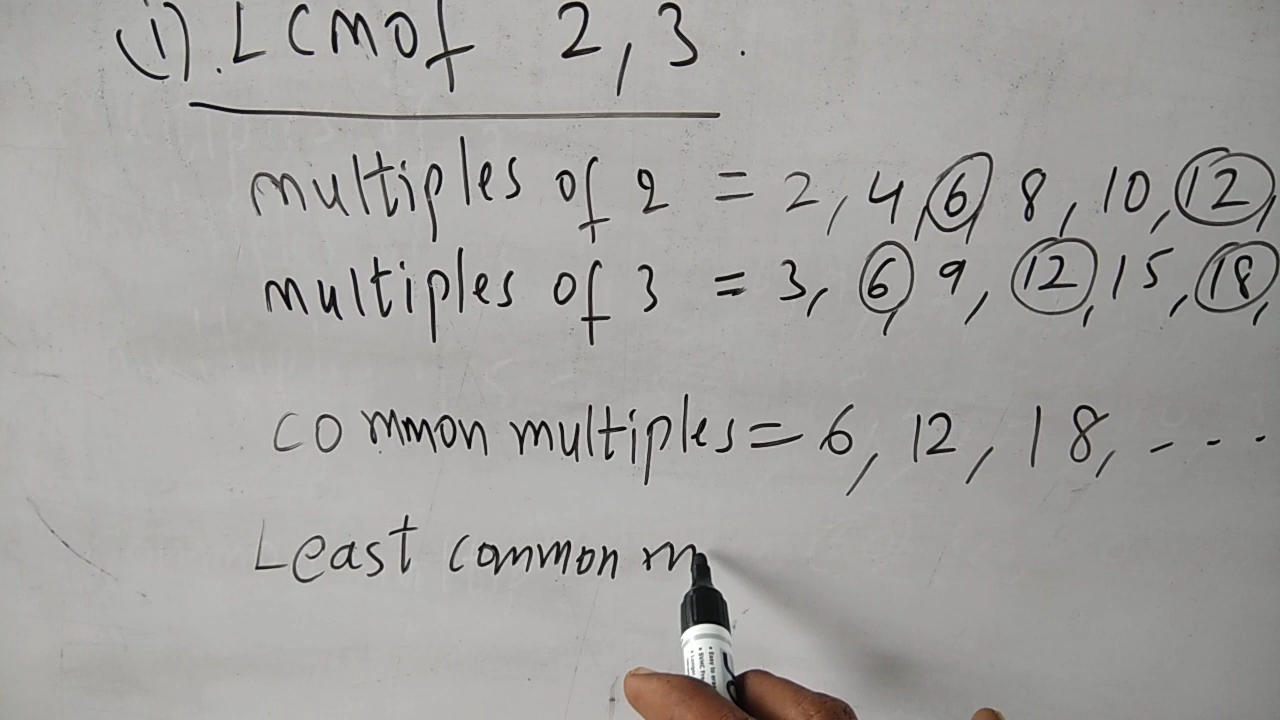 (i). LCM of 2, 3.
multiples of 2 = 2, 4, 6, 8, 10, 12,
multiples of 3 = 3, 6, 9, 12, 15, 18,
common multiples = 6, 12, 18, - - - -
Least common m